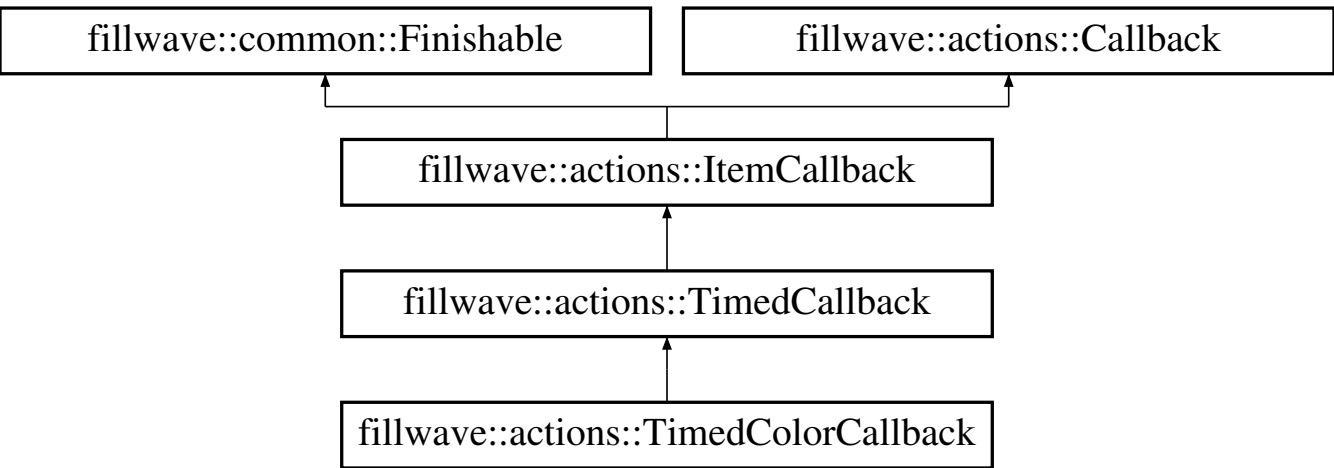 fillwave::common::Finishable
fillwave::actions::Callback
fillwave::actions::ItemCallback
fillwave::actions::TimedCallback
fillwave::actions::TimedColorCallback